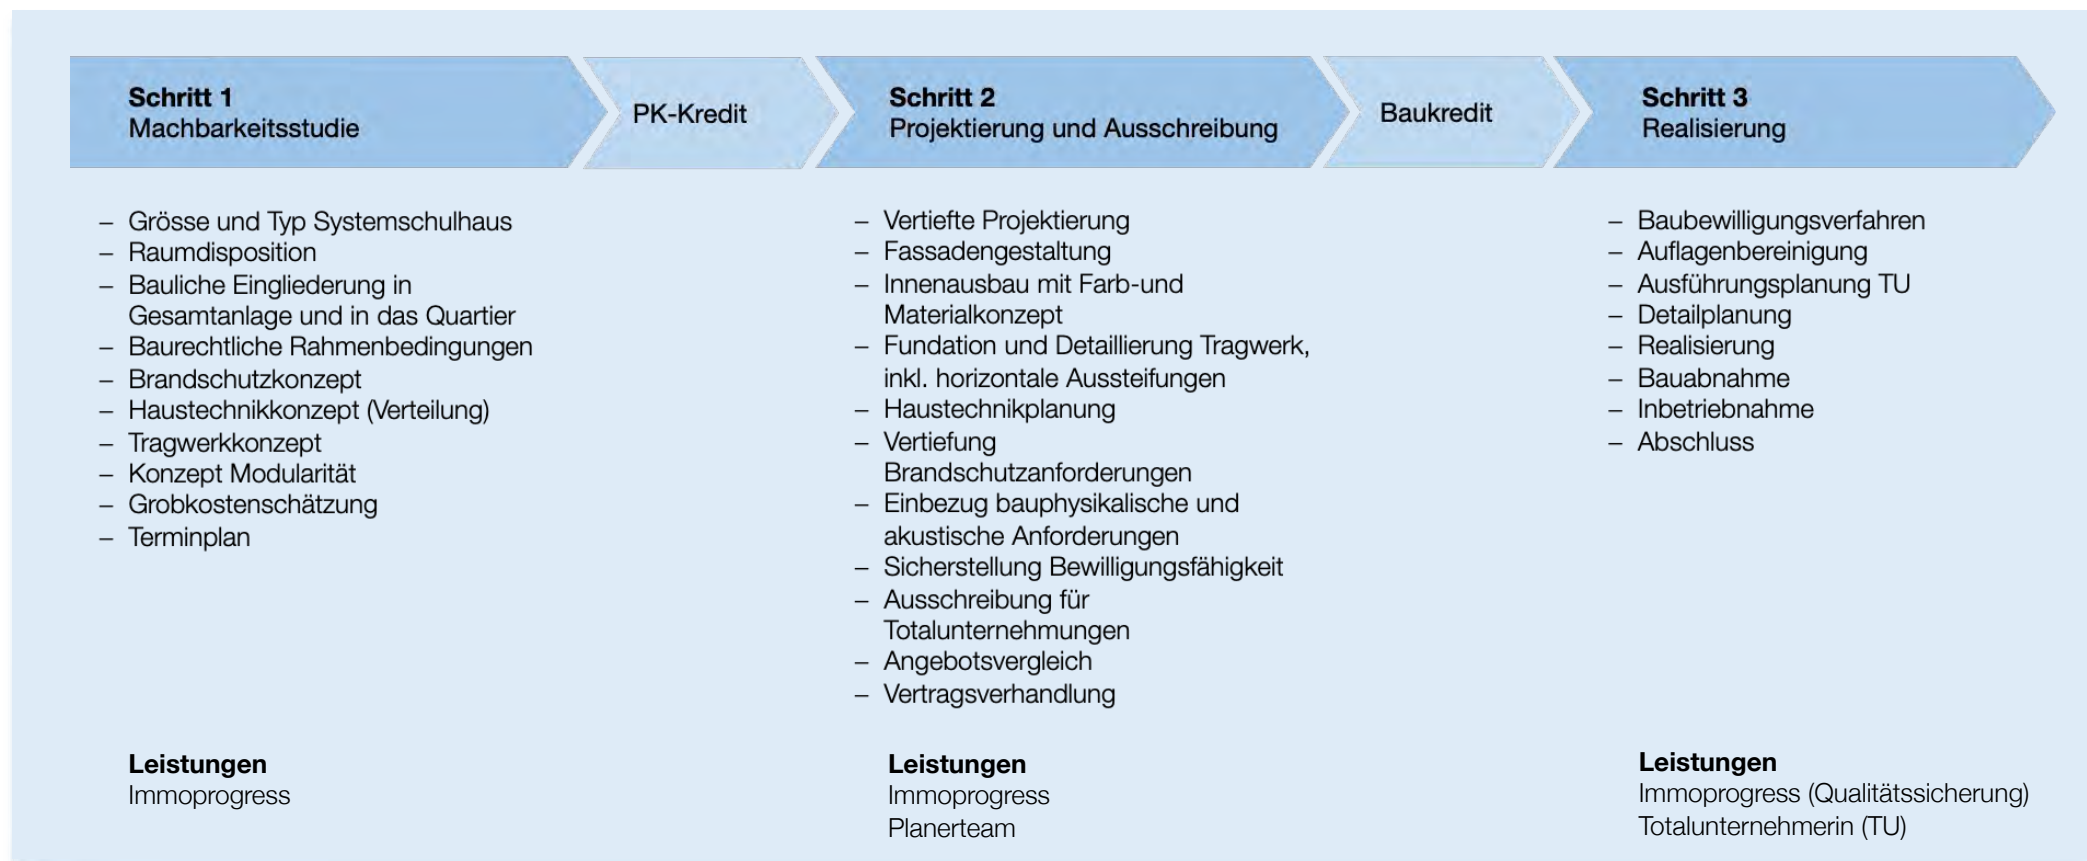 Schritt 1
Machbarkeitsstudie
PK-Kredit
Schritt 2
Projektierung und Ausschreibung
Baukredit
Schritt 3
Realisierung
– Grösse und Typ Systemschulhaus
– Raumdisposition
– Bauliche Eingliederung in
Gesamtanlage und in das Quartier
– Baurechtliche Rahmenbedingungen
– Brandschutzkonzept
– Haustechnikkonzept (Verteilung)
– Tragwerkkonzept
– Konzept Modularität
– Grobkostenschätzung
– Terminplan
Leistungen
Immoprogress
– Vertiefte Projektierung
– Fassadengestaltung
– Innenausbau mit Farb-und
Materialkonzept
– Fundation und Detaillierung Tragwerk,
inkl. horizontale Aussteifungen
– Haustechnikplanung
– Vertiefung
Brandschutzanforderungen
– Einbezug bauphysikalische und
akustische Anforderungen
– Sicherstellung Bewilligungsfähigkeit
– Ausschreibung für
Totalunternehmungen
– Angebotsvergleich
– Vertragsverhandlung
Leistungen
Immoprogress
Planerteam
– Baubewilligungsverfahren
– Auflagenbereinigung
– Ausführungsplanung TU
– Detailplanung
– Realisierung
– Bauabnahme
– Inbetriebnahme
– Abschluss
Leistungen
Immoprogress (Qualitätssicherung)
Totalunternehmerin (TU)